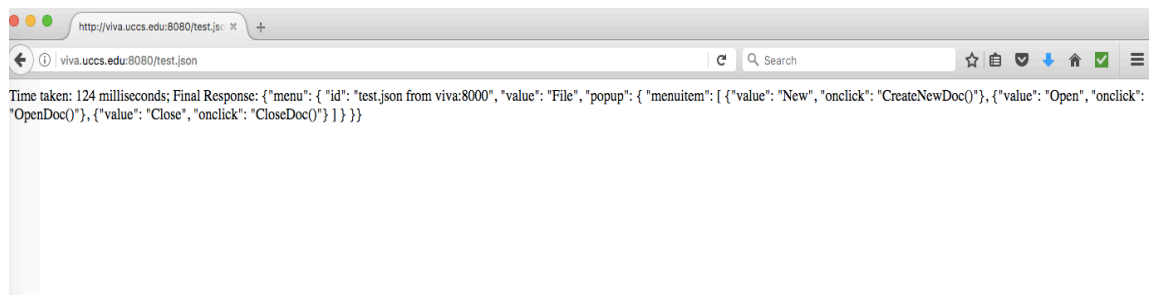 http://viva.uccs.edu:8080/test.jsc
viva.uccs.edu:8080/test.json
Search
Time taken: 124 milliseconds; Final Response: {"menu": { "id": "test.json from viva:8000", "value": "File", "popup": { "menuitem": [ {"value": "New", "onclick": "CreateNewDoc()"}, {"value": "Open", "onclick":
"OpenDoc()"}, {"value": "Close", "onclick": "CloseDoc()"} ] } }}